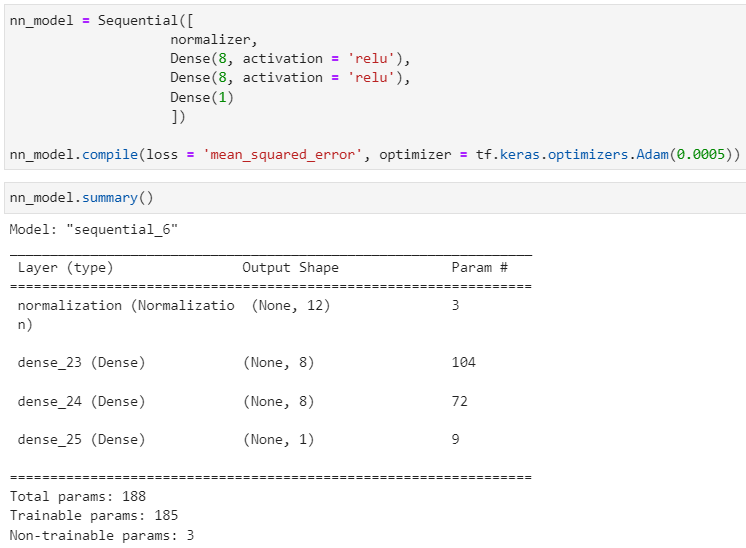 nn_model = Sequential([
normalizer,
Dense(8, activation = 'relu'),
Dense(8, activation = 'relu'),
Dense(1)
])
nn_model.compile(loss = 'mean_squared_error', optimizer = tf.keras.optimizers.Adam(0.0005))
nn_model.summary()
Model: "sequential_6"
_________________________________________________________________
Layer (type)                Output Shape              Param #
=================================================================
normalization (Normalizatio  (None, 12)               3
n)
dense_23 (Dense)            (None, 8)                 104
dense_24 (Dense)            (None, 8)                 72
dense_25 (Dense)            (None, 1)                 9
=================================================================
Total params: 188
Trainable params: 185
Non-trainable params: 3